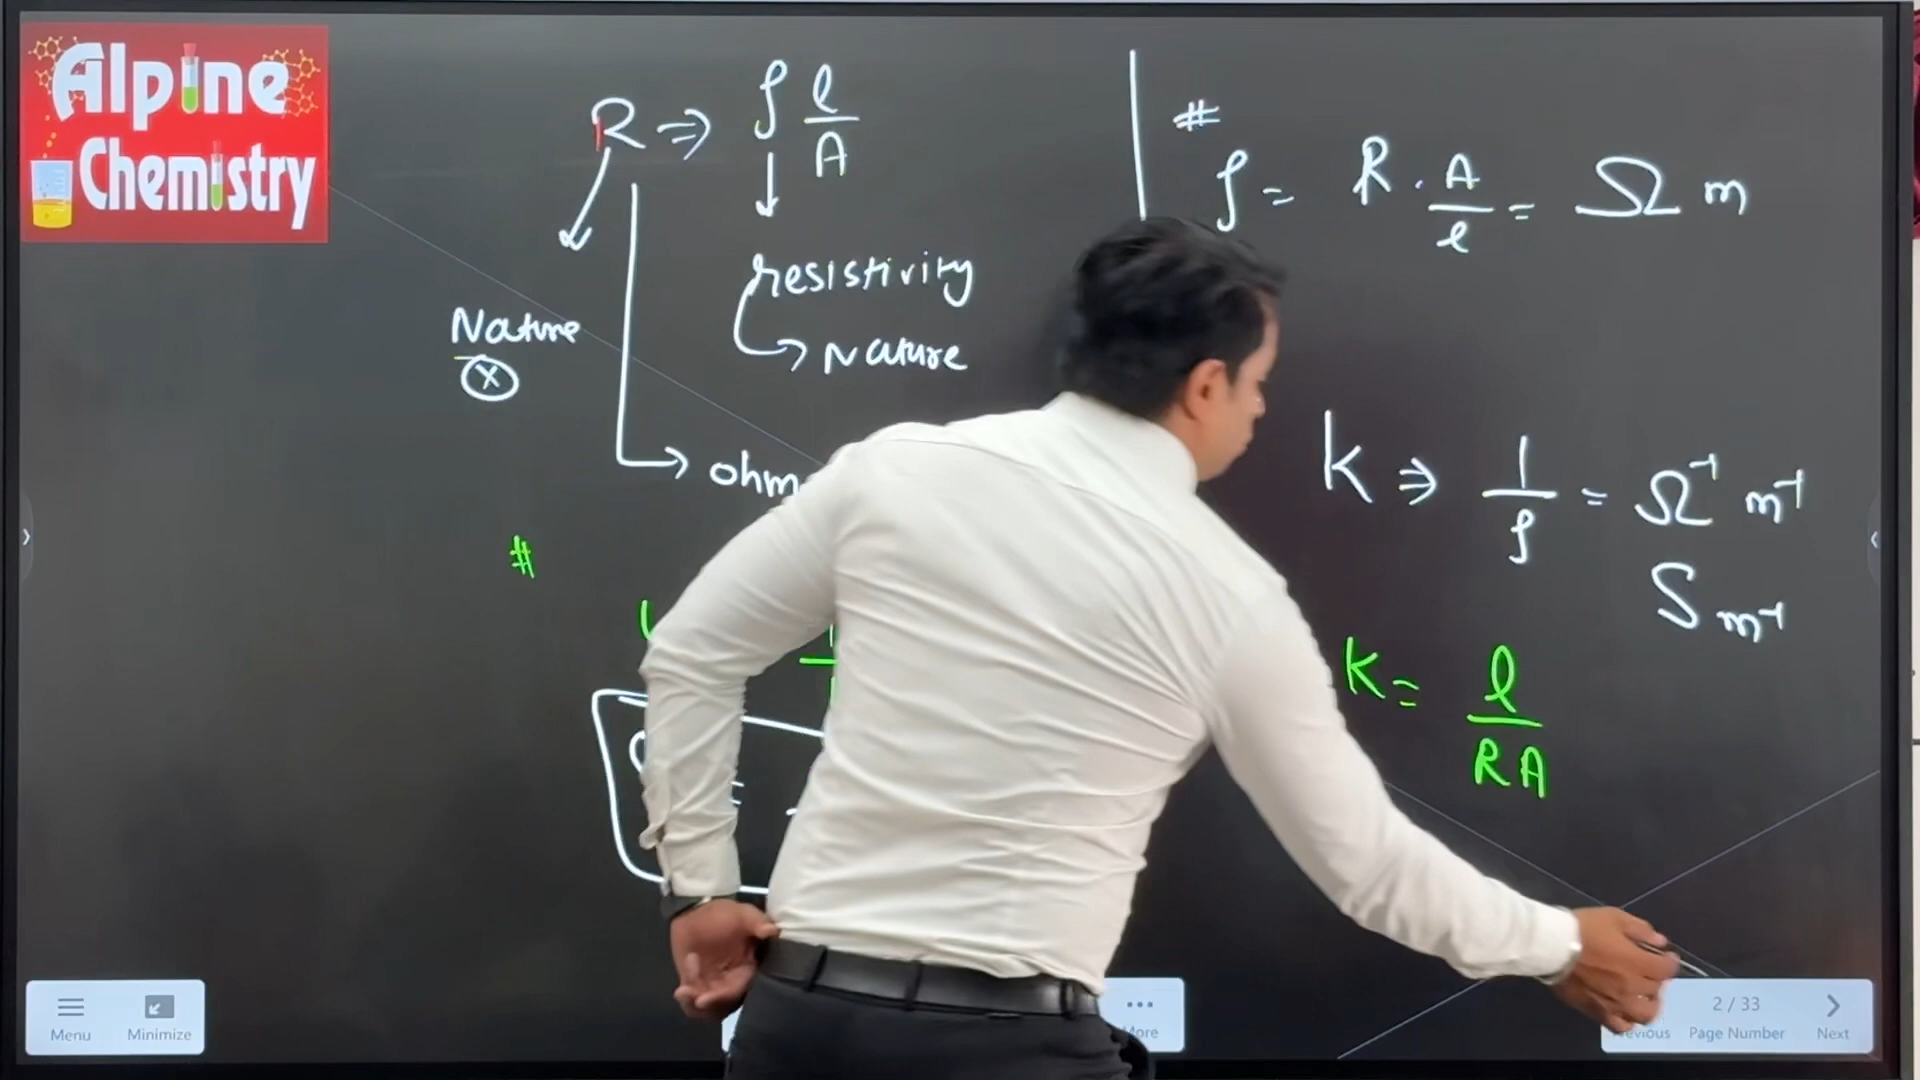 Alpine
Chemistry
R ⇒ ρ l/A
Nature
ⓧ
resistivity
→ Nature
→ ohm
#
# ρ = R · A/l = Ω m
K ⇒ 1/ρ = Ω⁻¹ m⁻¹
S m⁻¹
K = l/RA
Menu
Minimize
2 / 33
Page Number
Next